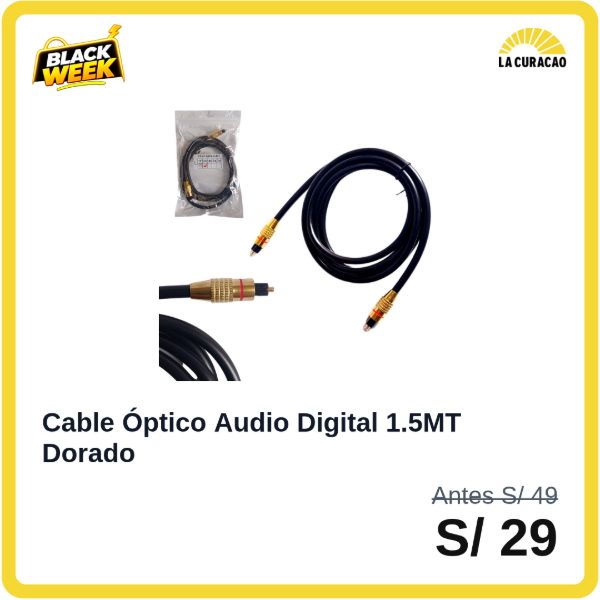 BLACK
WEEK
LA CURACAO
Cable Óptico Audio Digital 1.5MT
Dorado
Antes S/ 49
S/ 29